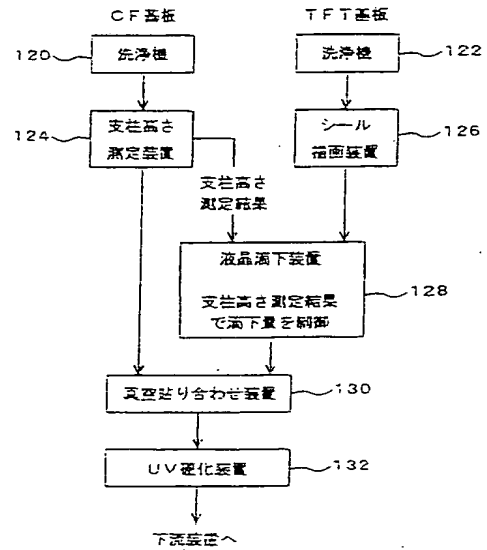 CF基板
TFT基板
120
洗浄機
洗浄機
122
124
支柱高さ
測定装置
シール
描画装置
126
支柱高さ
測定結果
液晶滴下装置
支柱高さ測定結果
で滴下量を制御
128
真空貼り合わせ装置
130
UV硬化装置
132
下流装置へ